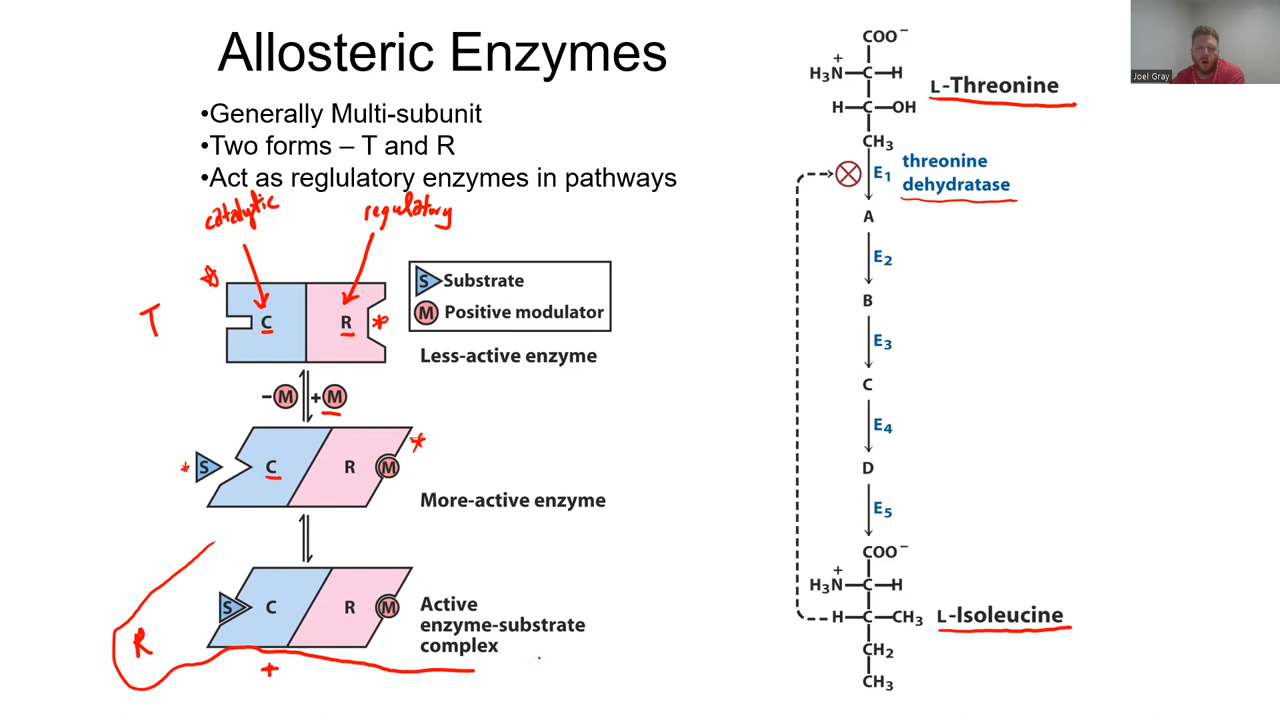 Allosteric Enzymes
•Generally Multi-subunit
•Two forms – T and R
•Act as reglulatory enzymes in pathways
catalytic
regulatory
T
C
R
S Substrate
M Positive modulator
Less-active enzyme
–M
+M
S
C
R
M
More-active enzyme
S
C
R
M
Active
enzyme-substrate
complex
R
+
COO⁻
+
H₃N–C–H
H–C–OH
CH₃
L-Threonine
E₁
threonine
dehydratase
A
E₂
B
E₃
C
E₄
D
E₅
COO⁻
+
H₃N–C–H
H–C–CH₃
CH₂
CH₃
L-Isoleucine
Joel Gray